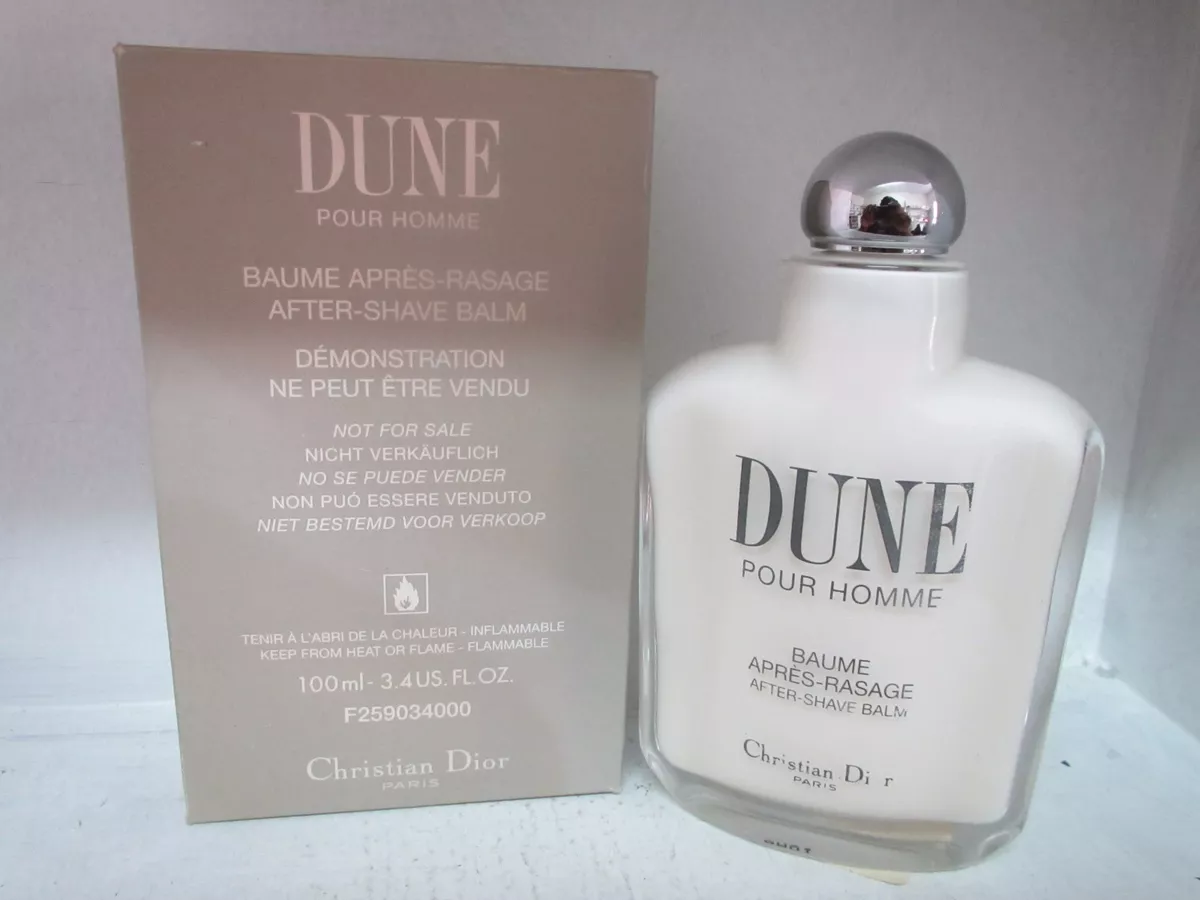 DUNE
POUR HOMME
BAUME APRÈS-RASAGE
AFTER-SHAVE BALM
DÉMONSTRATION
NE PEUT ÊTRE VENDU
NOT FOR SALE
NICHT VERKÄUFLICH
NO SE PUEDE VENDER
NON PUÓ ESSERE VENDUTO
NIET BESTEMD VOOR VERKOOP
TENIR À L'ABRI DE LA CHALEUR - INFLAMMABLE
KEEP FROM HEAT OR FLAME - FLAMMABLE
100 ml - 3.4 US. FL. OZ.
F259034000
Christian Dior
PARIS
DUNE
POUR HOMME
BAUME
APRÈS-RASAGE
AFTER-SHAVE BALM
Christian Di r
PARIS